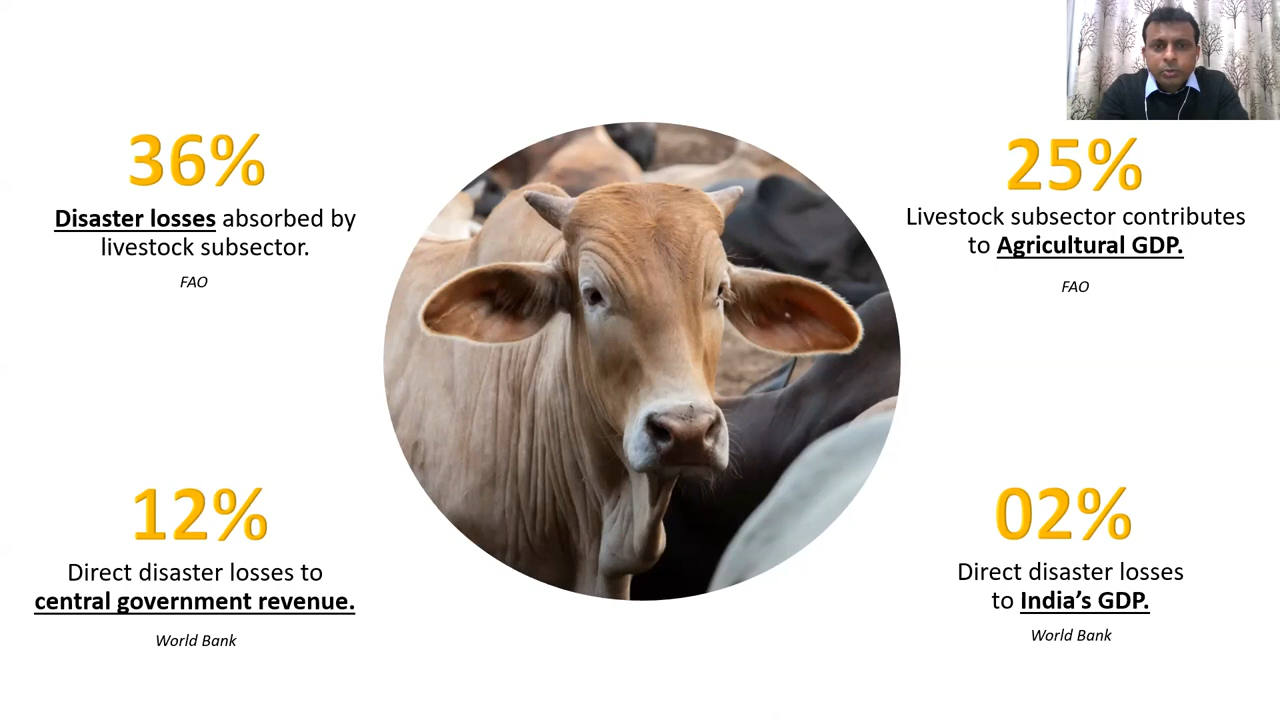 36%
Disaster losses absorbed by
livestock subsector.
FAO
25%
Livestock subsector contributes
to Agricultural GDP.
FAO
12%
Direct disaster losses to
central government revenue.
World Bank
02%
Direct disaster losses
to India’s GDP.
World Bank